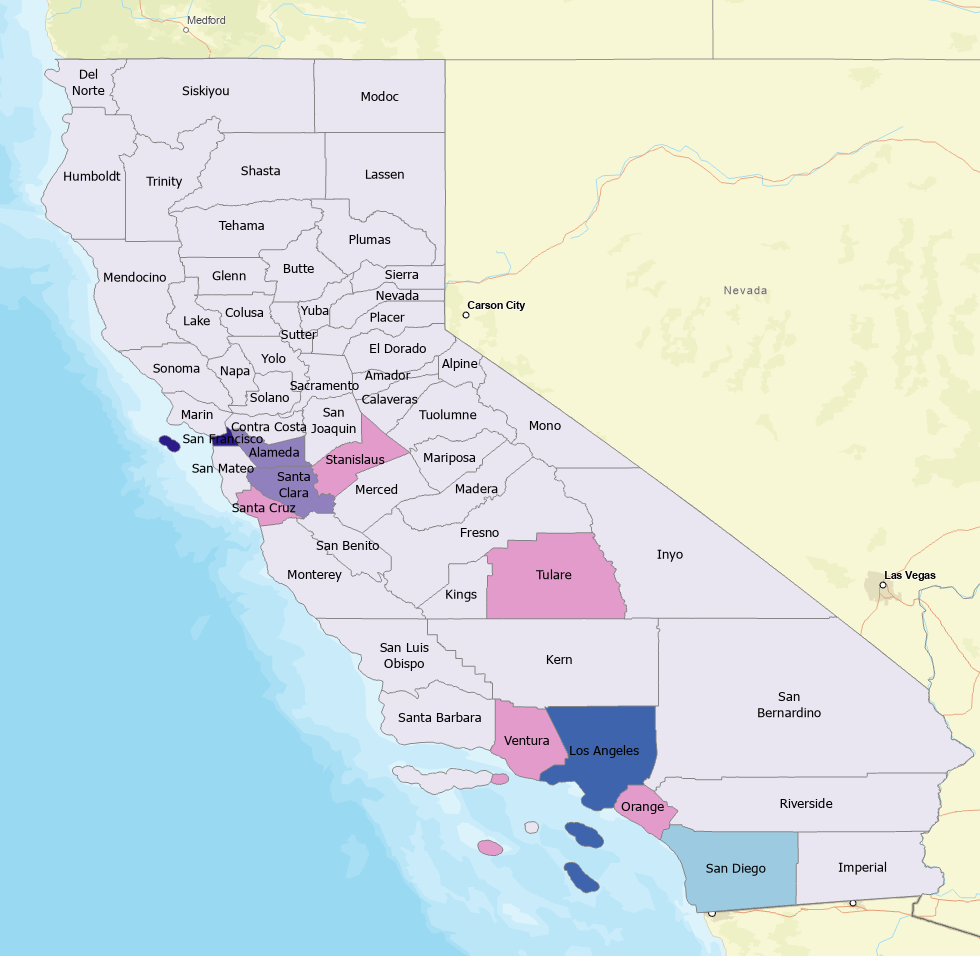 Medford
Del
Norte
Siskiyou
Modoc
Humboldt
Trinity
Shasta
Lassen
Tehama
Plumas
Mendocino
Glenn
Butte
Sierra
Nevada
Nevada
Carson City
Lake
Colusa
Yuba
Placer
Sutter
El Dorado
Sonoma
Napa
Yolo
Alpine
Sacramento
Amador
Solano
Calaveras
Marin
San
Joaquin
Tuolumne
Mono
Contra Costa
San Francisco
Alameda
Stanislaus
Mariposa
San Mateo
Santa
Clara
Merced
Madera
Santa Cruz
Fresno
San Benito
Inyo
Monterey
Tulare
Kings
Las Vegas
San Luis
Obispo
Kern
San
Bernardino
Santa Barbara
Ventura
Los Angeles
Orange
Riverside
San Diego
Imperial